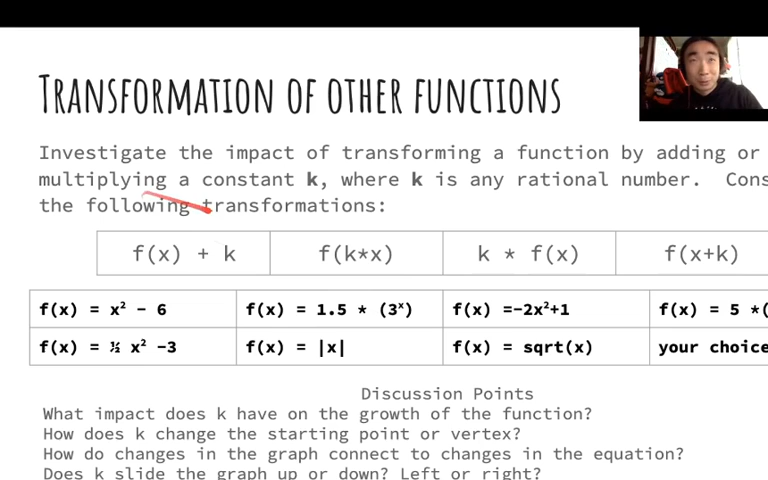 Transformation of other functions
Investigate the impact of transforming a function by adding or
multiplying a constant k, where k is any rational number. Cons
the following transformations:
f(x) + k f(k*x) k * f(x) f(x+k)
f(x) = x² - 6 f(x) = 1.5 * (3ˣ) f(x) =-2x²+1 f(x) = 5 *(
f(x) = ½ x² -3 f(x) = |x| f(x) = sqrt(x) your choice
Discussion Points
What impact does k have on the growth of the function?
How does k change the starting point or vertex?
How do changes in the graph connect to changes in the equation?
Does k slide the graph up or down? Left or right?